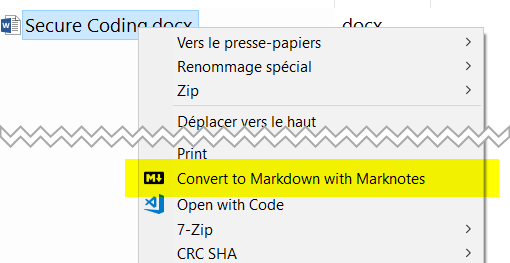 Secure Coding.docx docx
Vers le presse-papiers
Renommage spécial
Zip
Déplacer vers le haut
Print
M↓ Convert to Markdown with Marknotes
Open with Code
7-Zip
CRC SHA